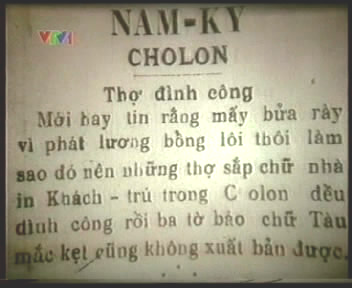 VTV1
NAM-KY
CHOLON
Thợ đình công
Mới hay tin rằng mấy bửa rày
vì phát lương bổng lôi thôi làm
sao đó nên những thợ sắp chữ nhà
in Khách - trú trong C olon đều
đình công rồi ba tờ báo chữ Tàu
mắc kẹt cũng không xuất bản được.